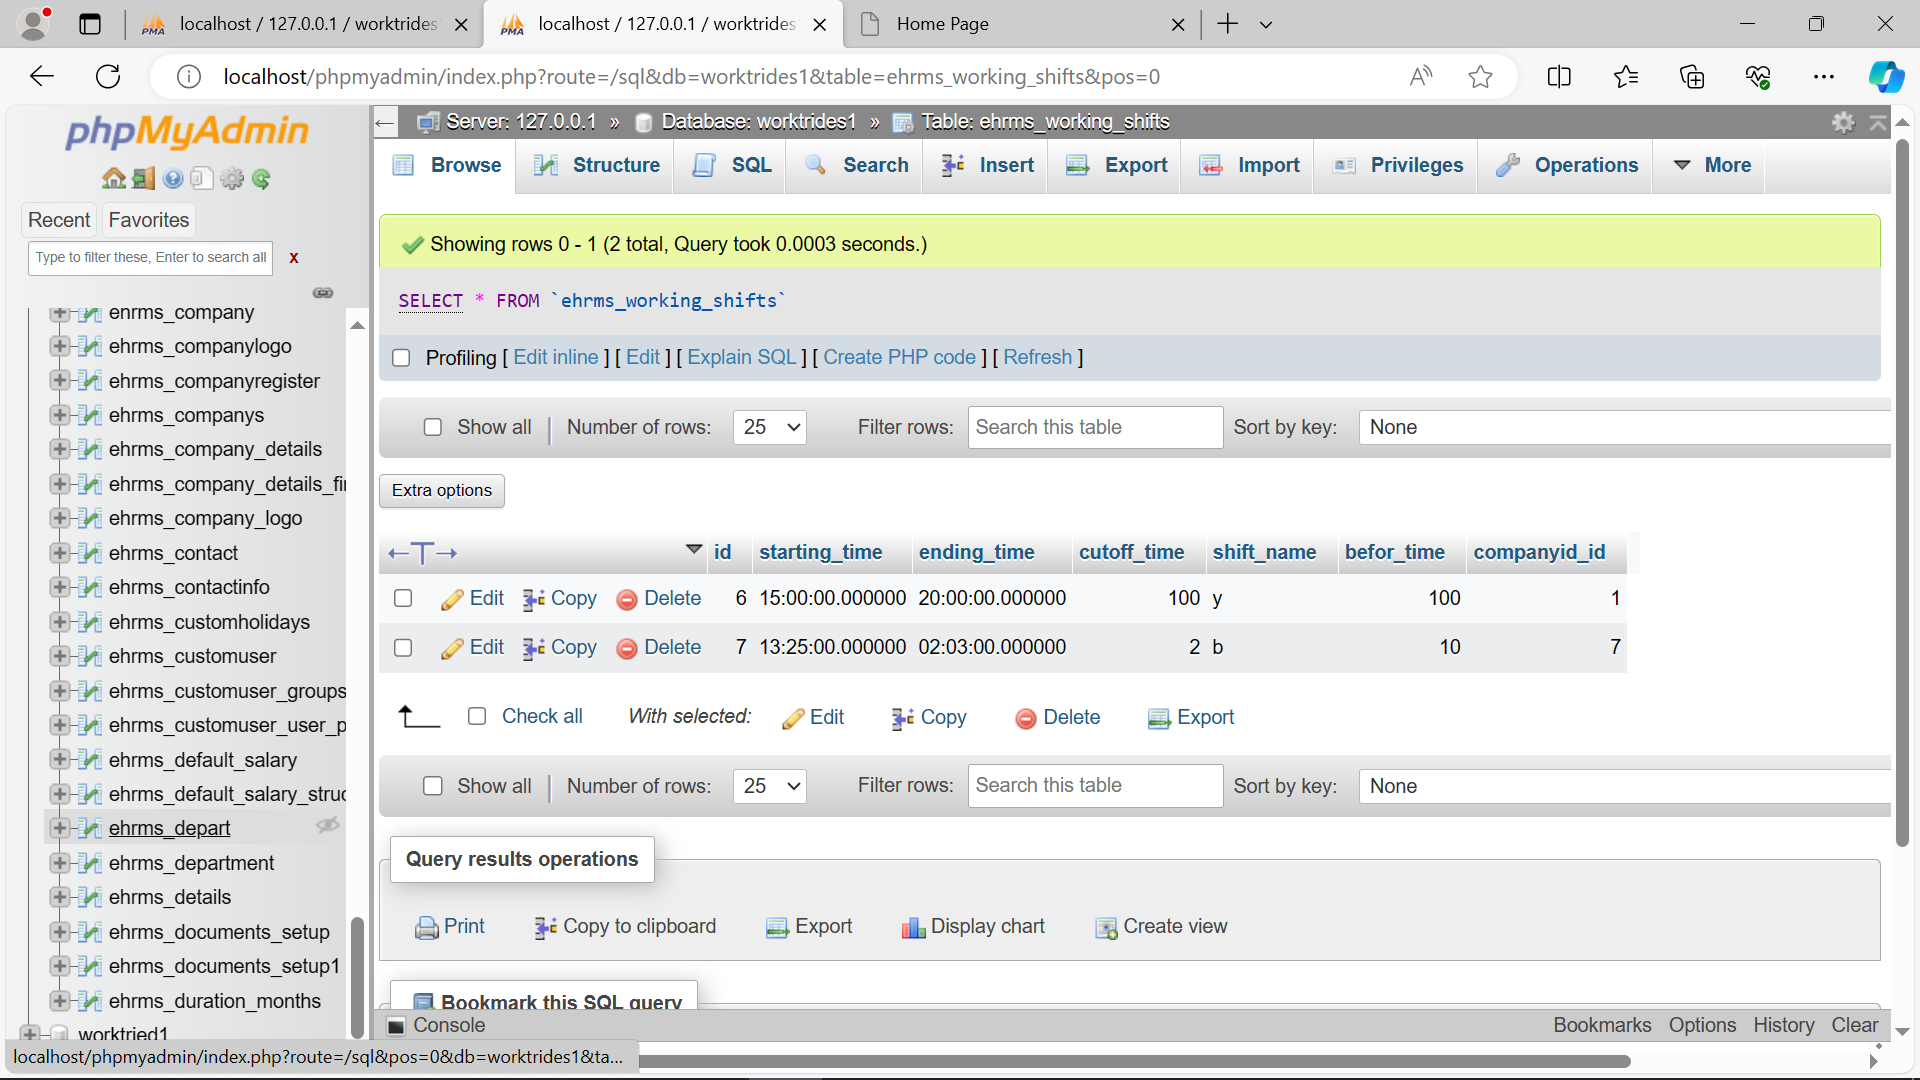 localhost / 127.0.0.1 / worktrides
localhost / 127.0.0.1 / worktrides
Home Page
localhost/phpmyadmin/index.php?route=/sql&db=worktrides1&table=ehrms_working_shifts&pos=0
phpMyAdmin
Recent Favorites
Type to filter these, Enter to search all X
ehrms_company
ehrms_companylogo
ehrms_companyregister
ehrms_companys
ehrms_company_details
ehrms_company_details_fi
ehrms_company_logo
ehrms_contact
ehrms_contactinfo
ehrms_customholidays
ehrms_customuser
ehrms_customuser_groups
ehrms_customuser_user_p
ehrms_default_salary
ehrms_default_salary_struc
ehrms_depart
ehrms_department
ehrms_details
ehrms_documents_setup
ehrms_documents_setup1
ehrms_duration_months
worktried1
localhost/phpmyadmin/index.php?route=/sql&pos=0&db=worktrides1&ta...
Server: 127.0.0.1 » Database: worktrides1 » Table: ehrms_working_shifts
Browse Structure SQL Search Insert Export Import Privileges Operations More
Showing rows 0 - 1 (2 total, Query took 0.0003 seconds.)
SELECT * FROM `ehrms_working_shifts`
Profiling [ Edit inline ] [ Edit ] [ Explain SQL ] [ Create PHP code ] [ Refresh ]
Show all Number of rows: 25 Filter rows: Search this table Sort by key: None
Extra options
id starting_time ending_time cutoff_time shift_name befor_time companyid_id
Edit Copy Delete 6 15:00:00.000000 20:00:00.000000 100 y 100 1
Edit Copy Delete 7 13:25:00.000000 02:03:00.000000 2 b 10 7
Check all With selected: Edit Copy Delete Export
Show all Number of rows: 25 Filter rows: Search this table Sort by key: None
Query results operations
Print Copy to clipboard Export Display chart Create view
Bookmark this SQL query
Console Bookmarks Options History Clear